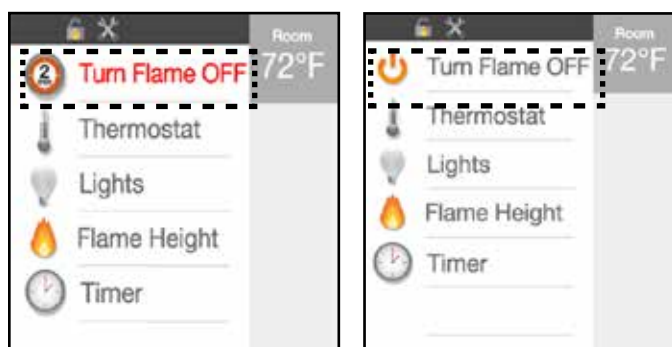 Room
72°F
2
Turn Flame OFF
Thermostat
Lights
Flame Height
Timer
Room
72°F
Turn Flame OFF
Thermostat
Lights
Flame Height
Timer